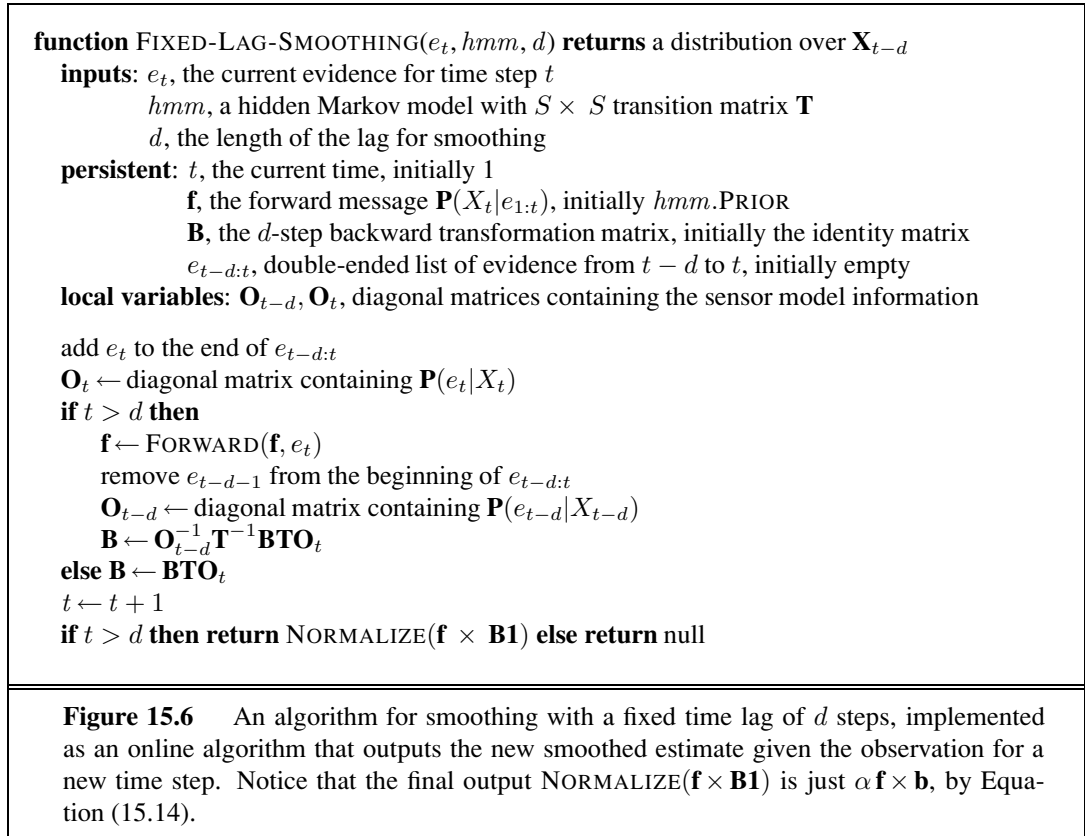 function FIXED-LAG-SMOOTHING(e_t, hmm, d) returns a distribution over X_{t−d}
inputs: e_t, the current evidence for time step t
hmm, a hidden Markov model with S × S transition matrix T
d, the length of the lag for smoothing
persistent: t, the current time, initially 1
f, the forward message P(X_t|e_{1:t}), initially hmm.PRIOR
B, the d-step backward transformation matrix, initially the identity matrix
e_{t−d:t}, double-ended list of evidence from t − d to t, initially empty
local variables: O_{t−d}, O_t, diagonal matrices containing the sensor model information
add e_t to the end of e_{t−d:t}
O_t ← diagonal matrix containing P(e_t|X_t)
if t > d then
f ← FORWARD(f, e_t)
remove e_{t−d−1} from the beginning of e_{t−d:t}
O_{t−d} ← diagonal matrix containing P(e_{t−d}|X_{t−d})
B ← O_{t−d}^{−1}T^{−1}BTO_t
else B ← BTO_t
t ← t + 1
if t > d then return NORMALIZE(f × B1) else return null
Figure 15.6 An algorithm for smoothing with a fixed time lag of d steps, implemented
as an online algorithm that outputs the new smoothed estimate given the observation for a
new time step. Notice that the final output NORMALIZE(f × B1) is just α f × b, by Equa-
tion (15.14).